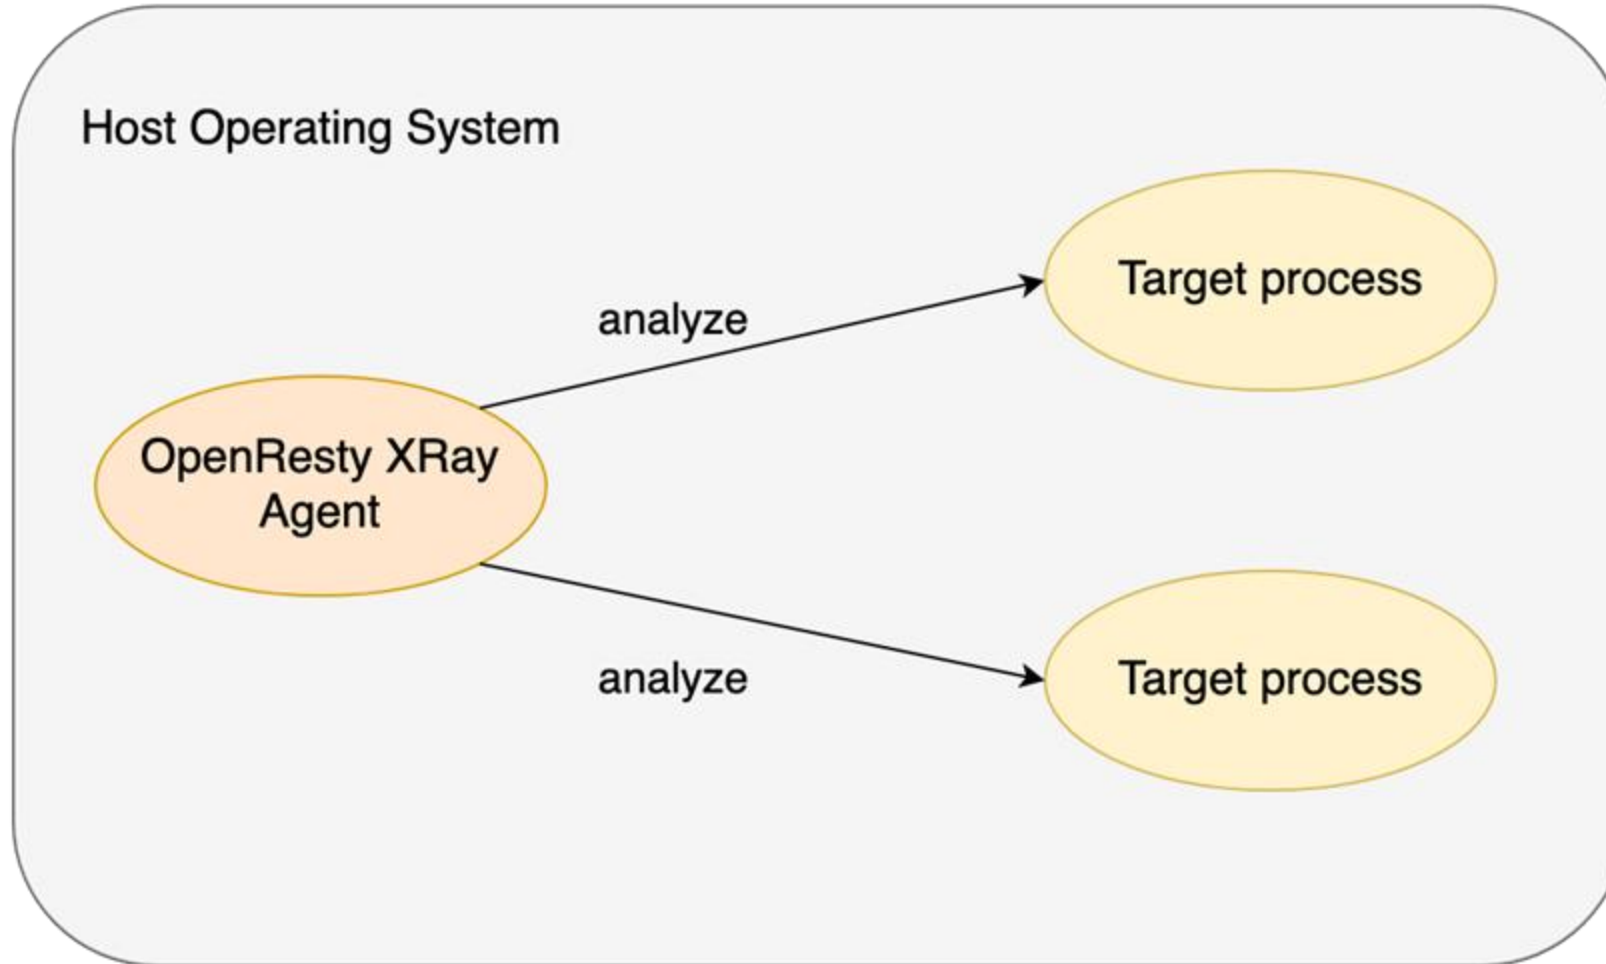 Host Operating System
Target process
analyze
OpenResty XRay
Agent
analyze
Target process